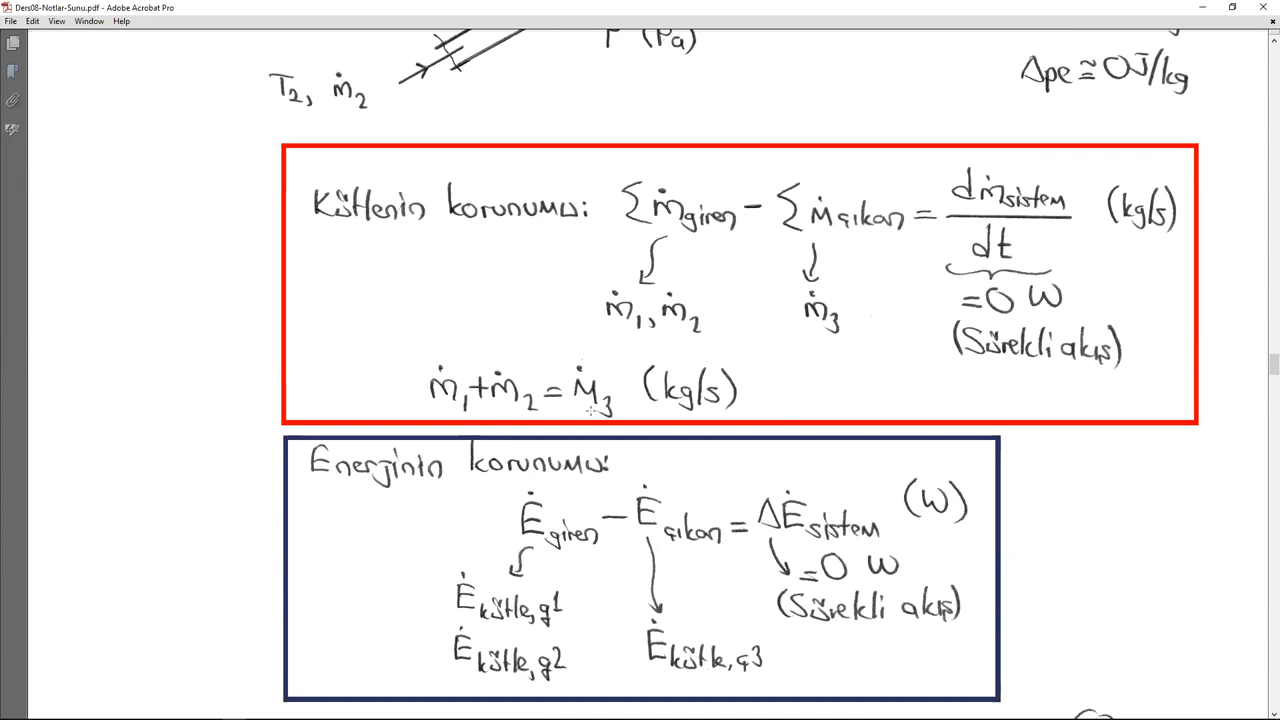 Ders08-Notlar-Sunu.pdf - Adobe Acrobat Pro
File Edit View Window Help
P (Pa)
T₂, ṁ₂
Δpe ≅ 0 J/kg
Kütlenin korunumu: Σṁgiren − Σṁçıkan = dṁsistem/dt (kg/s)
ṁ₁, ṁ₂ ṁ₃ = 0 W
(Sürekli akış)
ṁ₁ + ṁ₂ = ṁ₃ (kg/s)
Enerjinin korunumu:
Ėgiren − Ėçıkan = ΔĖsistem (W)
= 0 W
Ėkütle,g1 (Sürekli akış)
Ėkütle,g2 Ėkütle,ç3